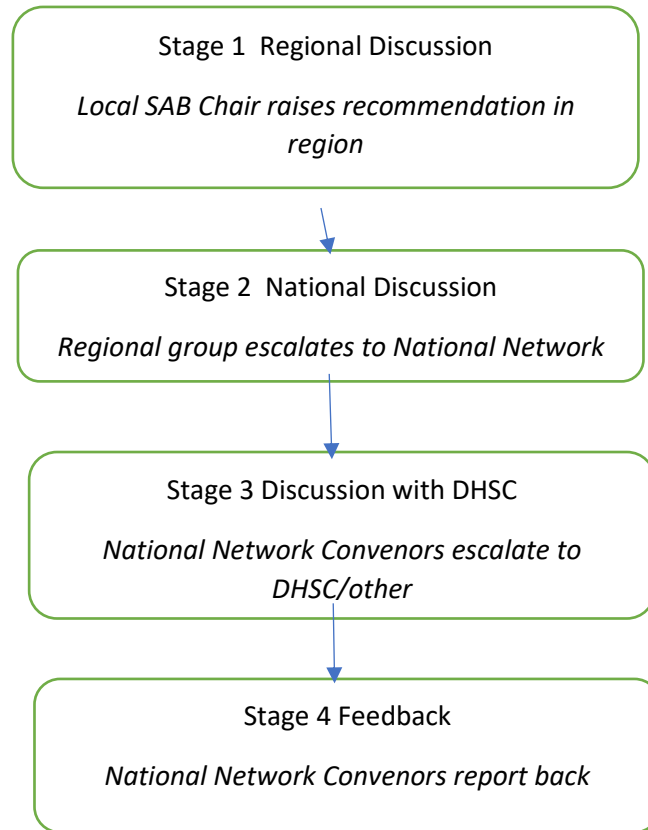 Stage 1  Regional Discussion
Local SAB Chair raises recommendation in
region
Stage 2  National Discussion
Regional group escalates to National Network
Stage 3 Discussion with DHSC
National Network Convenors escalate to
DHSC/other
Stage 4 Feedback
National Network Convenors report back